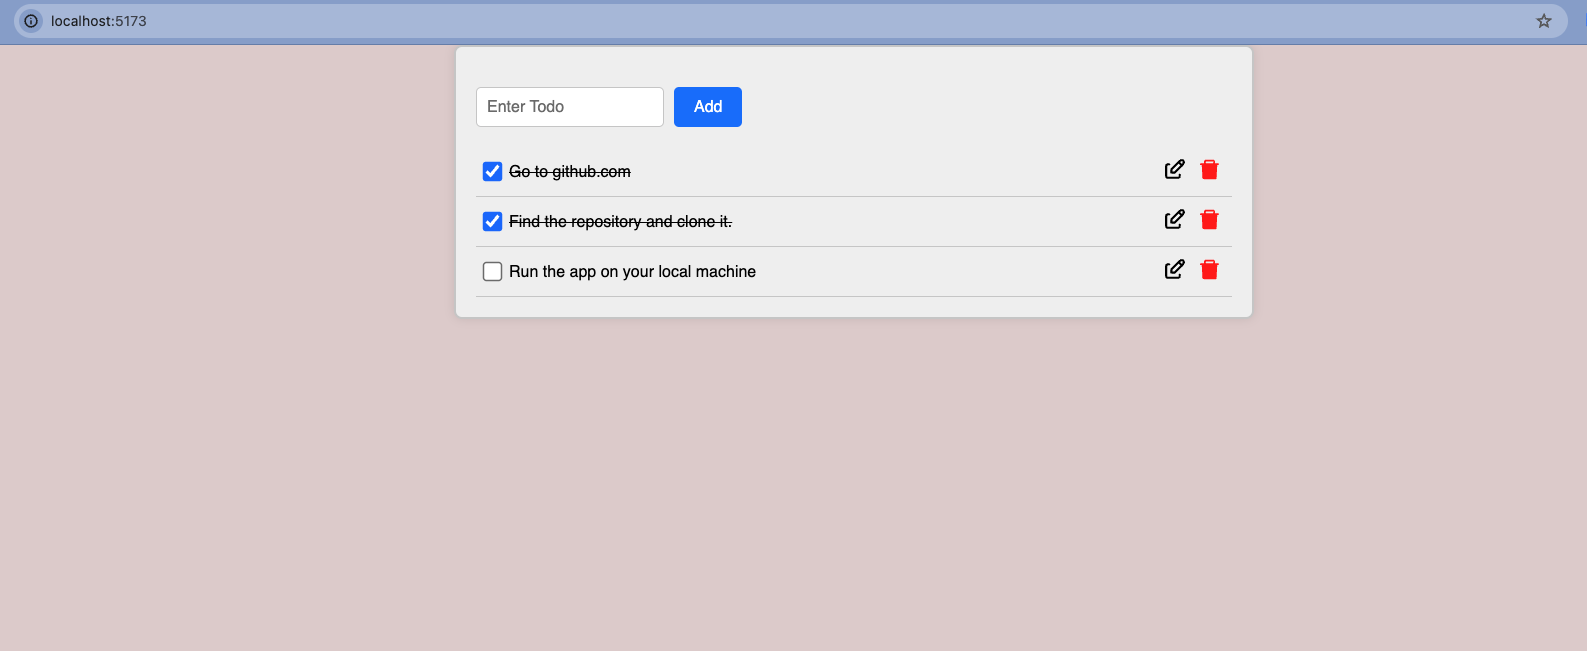 localhost:5173
Enter Todo
Add
Go to github.com
Find the repository and clone it.
Run the app on your local machine